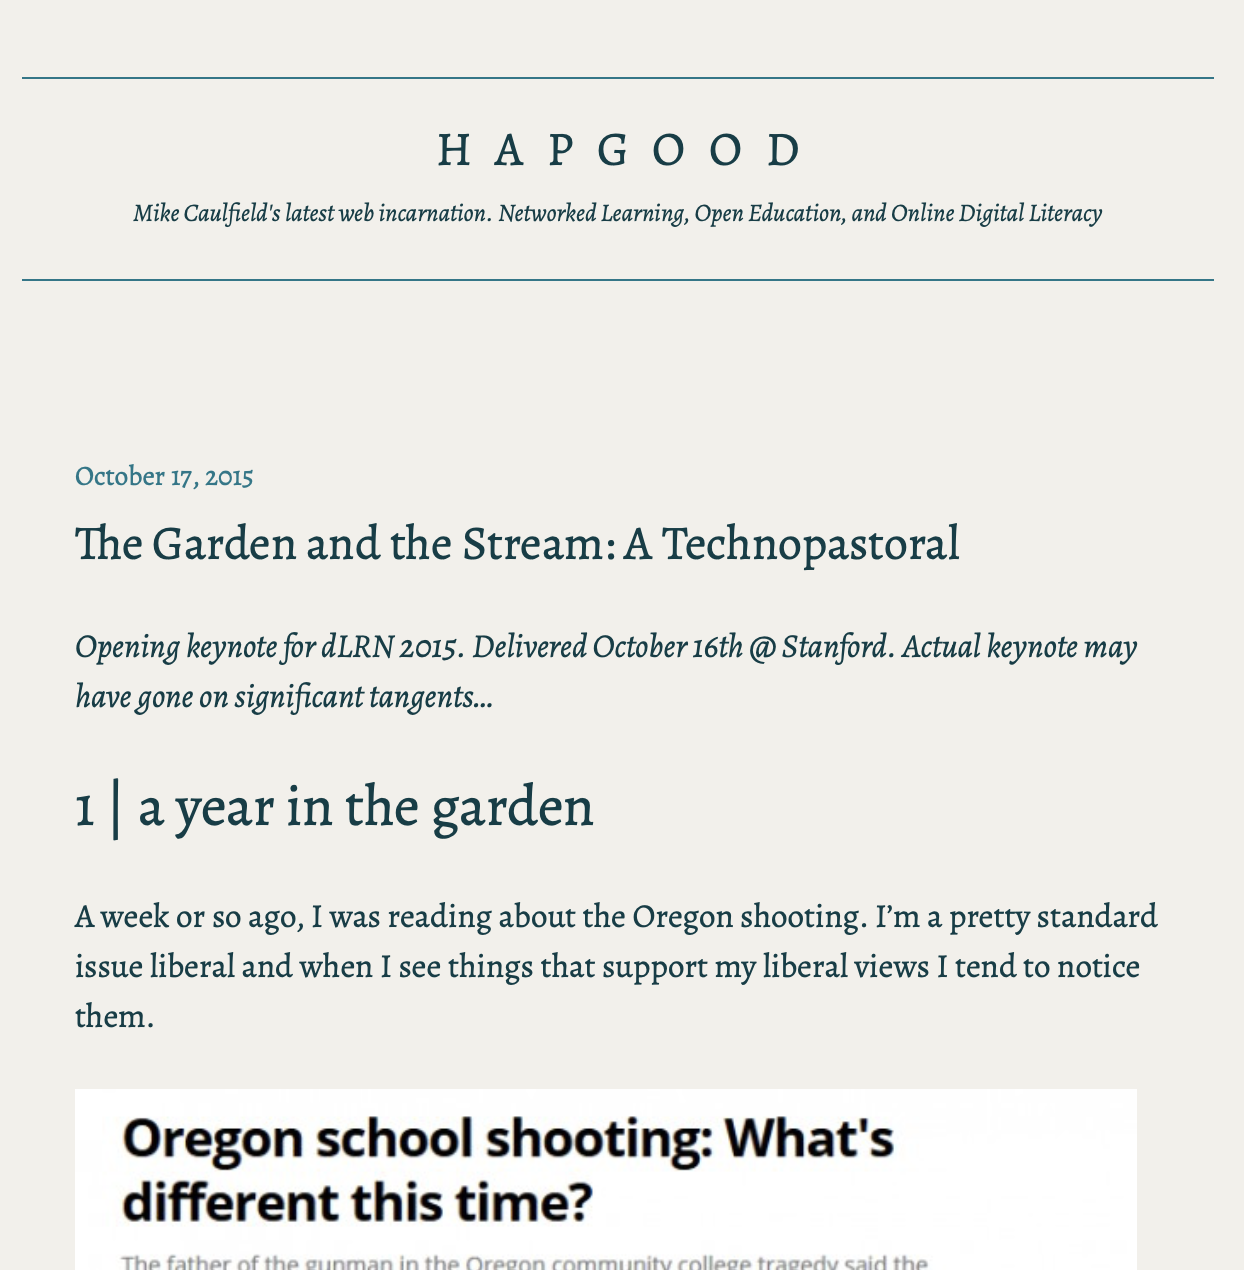 HAPGOOD
Mike Caulfield's latest web incarnation. Networked Learning, Open Education, and Online Digital Literacy
October 17, 2015
The Garden and the Stream: A Technopastoral
Opening keynote for dLRN 2015. Delivered October 16th @ Stanford. Actual keynote may
have gone on significant tangents…
1 | a year in the garden
A week or so ago, I was reading about the Oregon shooting. I’m a pretty standard
issue liberal and when I see things that support my liberal views I tend to notice
them.
Oregon school shooting: What's
different this time?
The father of the gunman in the Oregon community college tragedy said the